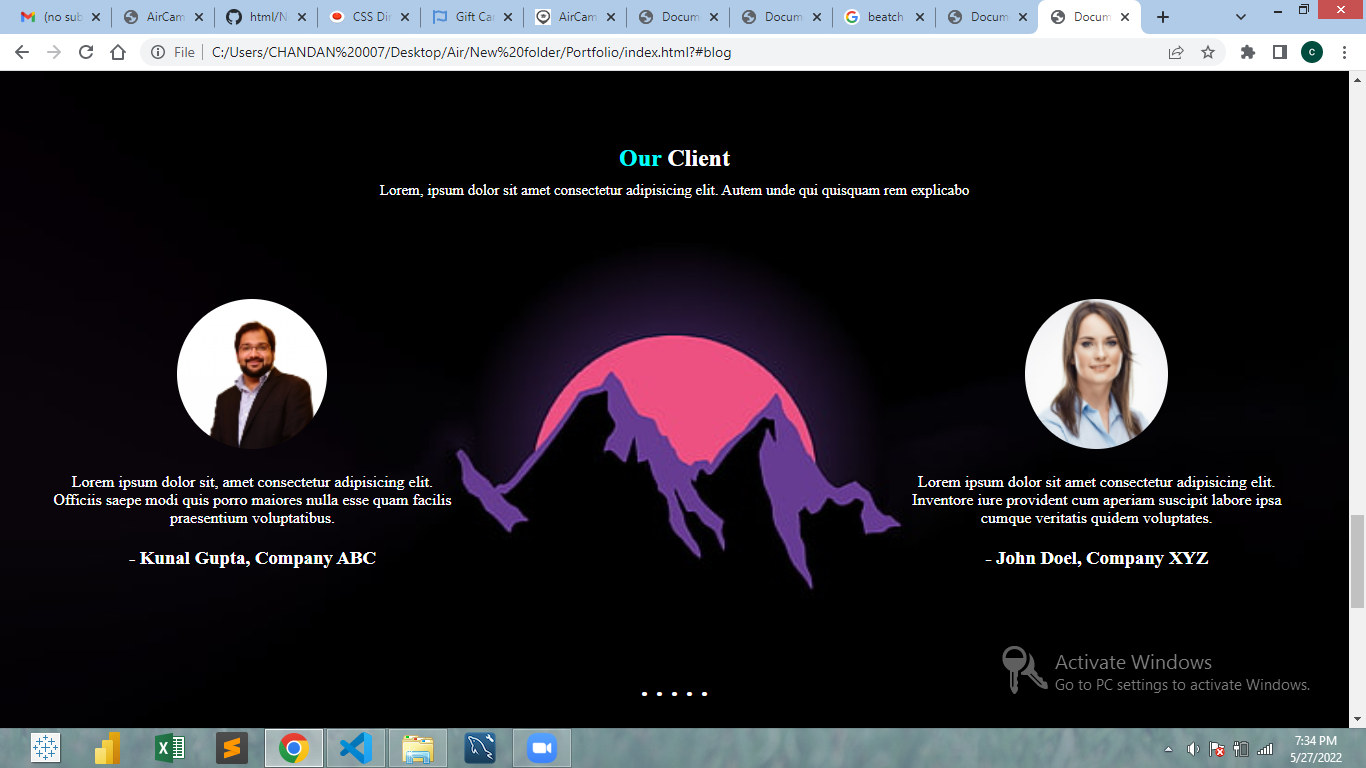 (no sub
AirCam
html/Ni
CSS Din
Gift Car
AirCam
Docum
Docum
beatch
Docum
Docum
File
C:/Users/CHANDAN%20007/Desktop/Air/New%20folder/Portfolio/index.html?#blog
c
Our Client
Lorem, ipsum dolor sit amet consectetur adipisicing elit. Autem unde qui quisquam rem explicabo
Lorem ipsum dolor sit, amet consectetur adipisicing elit.
Officiis saepe modi quis porro maiores nulla esse quam facilis
praesentium voluptatibus.
- Kunal Gupta, Company ABC
Lorem ipsum dolor sit amet consectetur adipisicing elit.
Inventore iure provident cum aperiam suscipit labore ipsa
cumque veritatis quidem voluptates.
- John Doel, Company XYZ
Activate Windows
Go to PC settings to activate Windows.
7:34 PM
5/27/2022